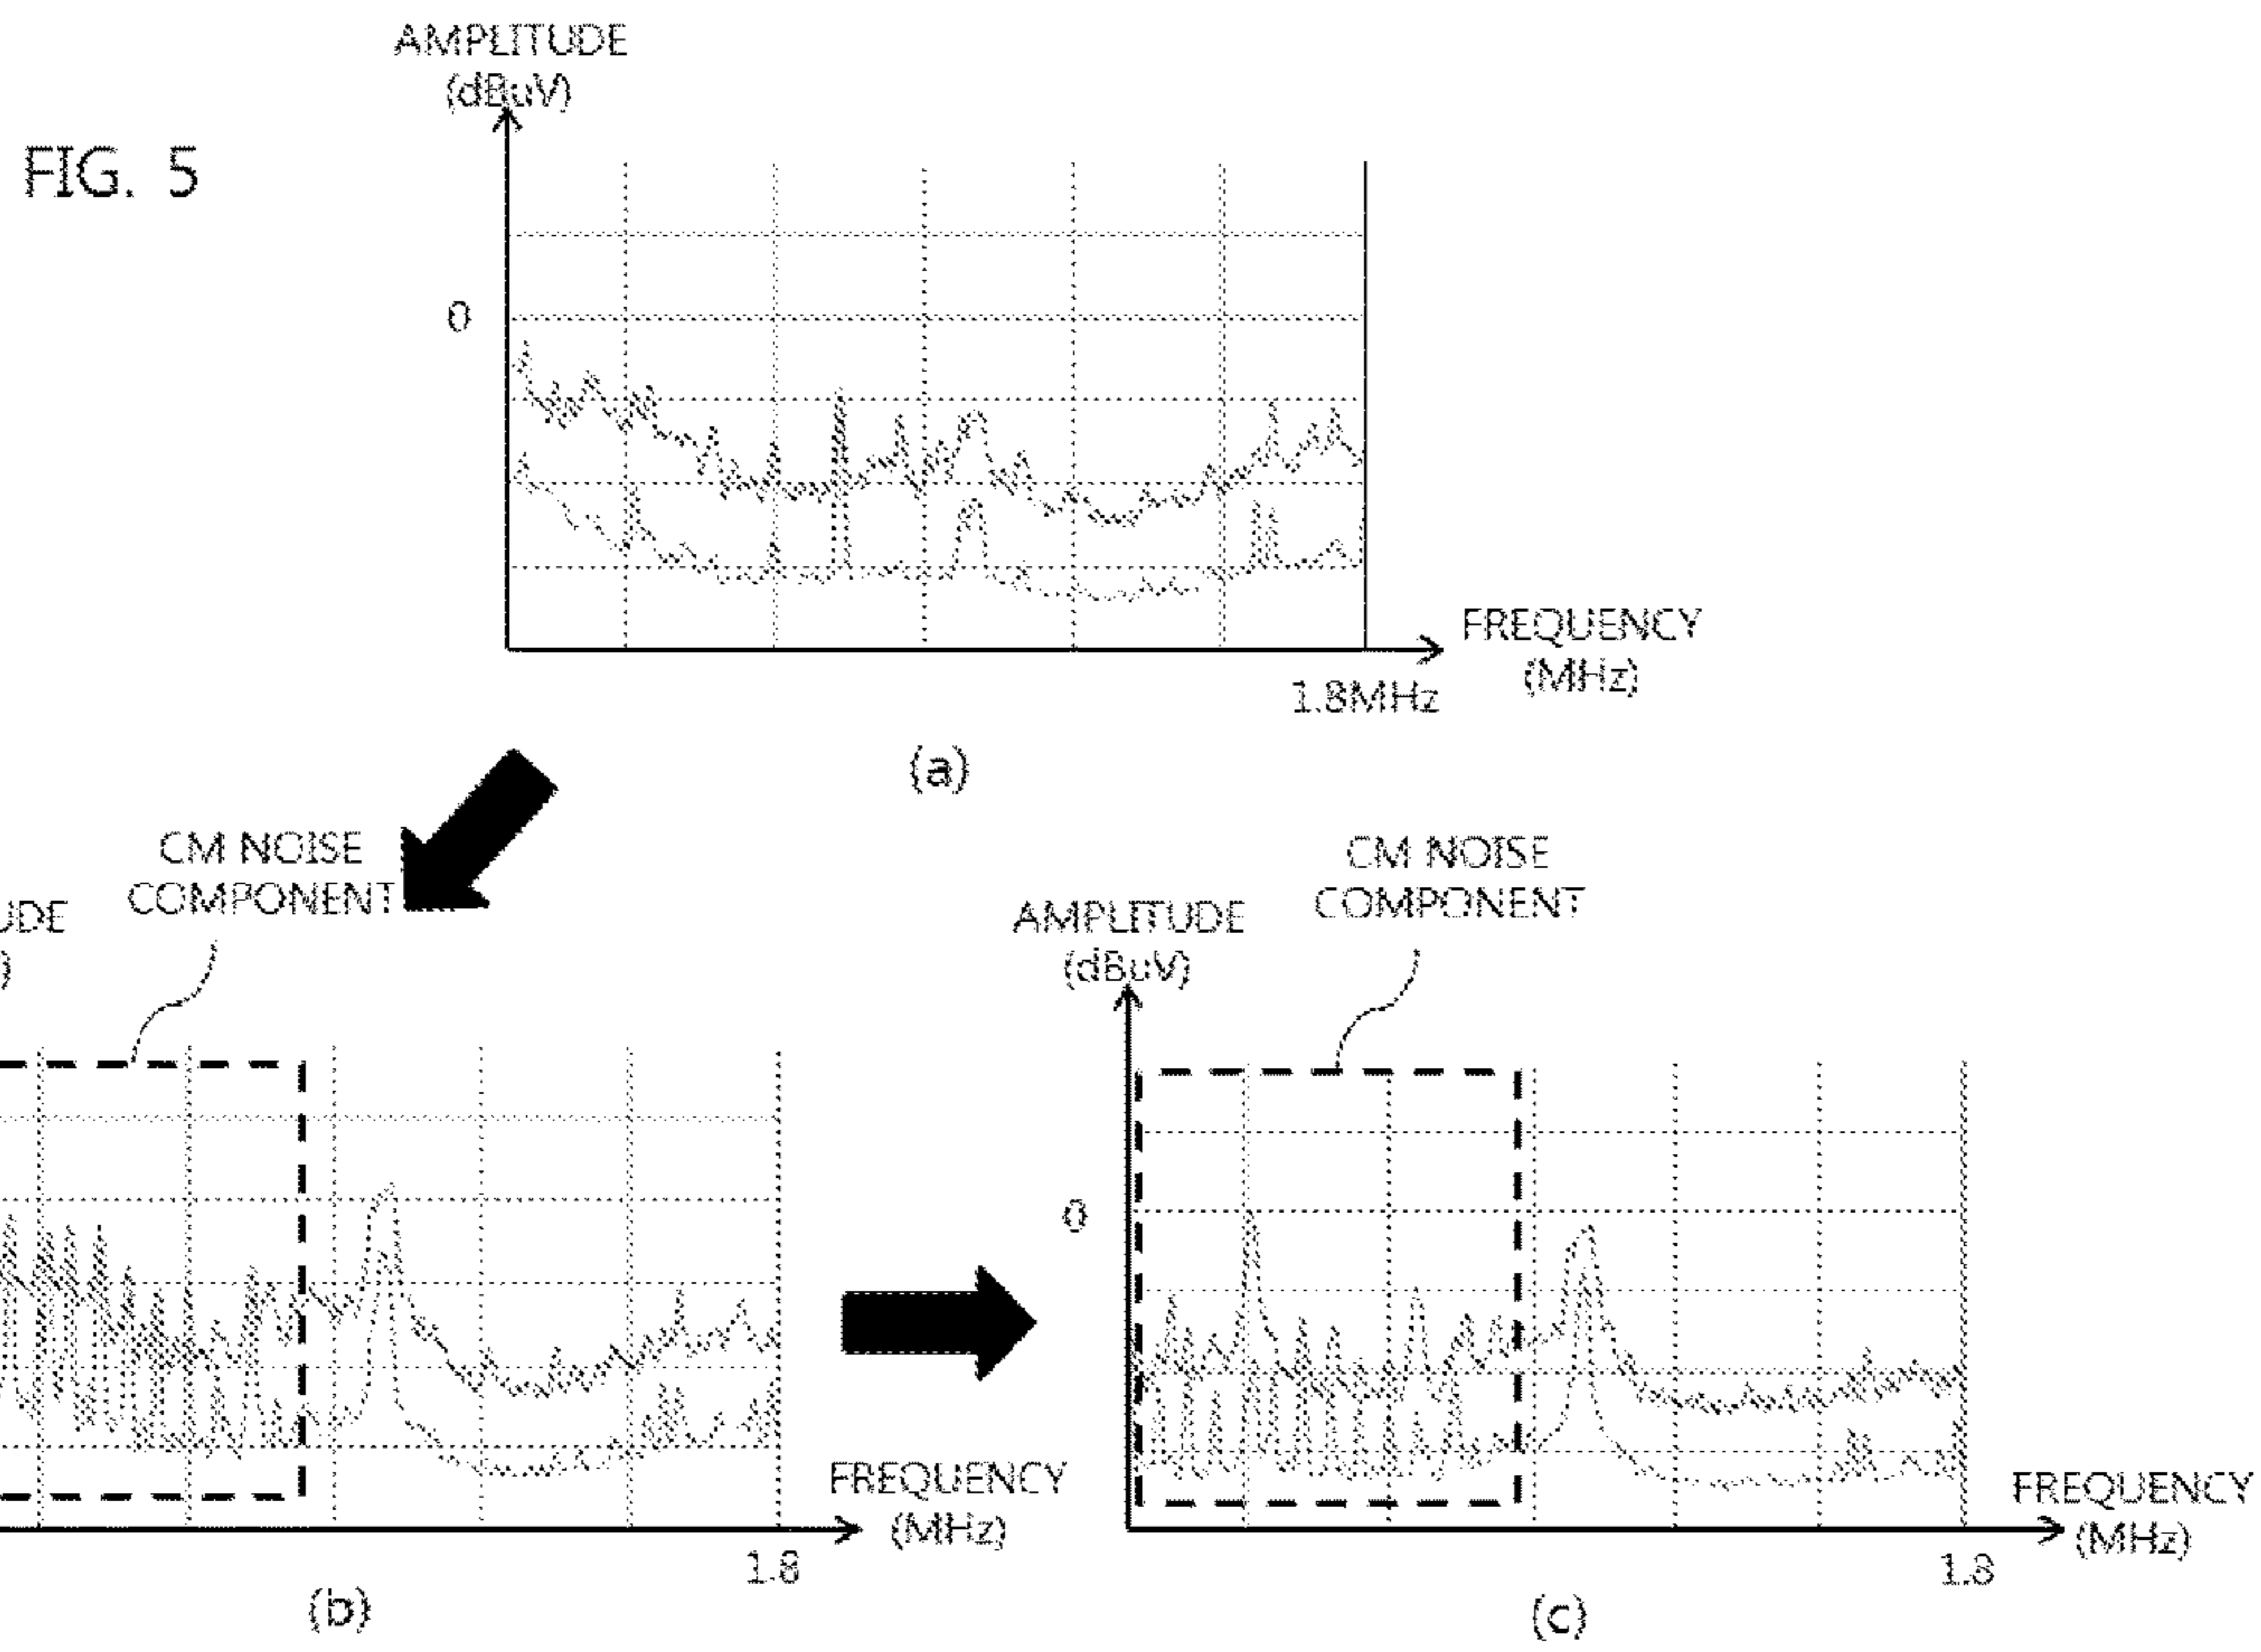 FIG. 5
AMPLITUDE
(dBuV)
0
FREQUENCY
(MHz)
1.8MHz
(a)
CM NOISE
COMPONENT
UDE
)
FREQUENCY
(MHz)
1.8
(b)
CM NOISE
COMPONENT
AMPLITUDE
(dBuV)
0
FREQUENCY
(MHz)
1.8
(c)